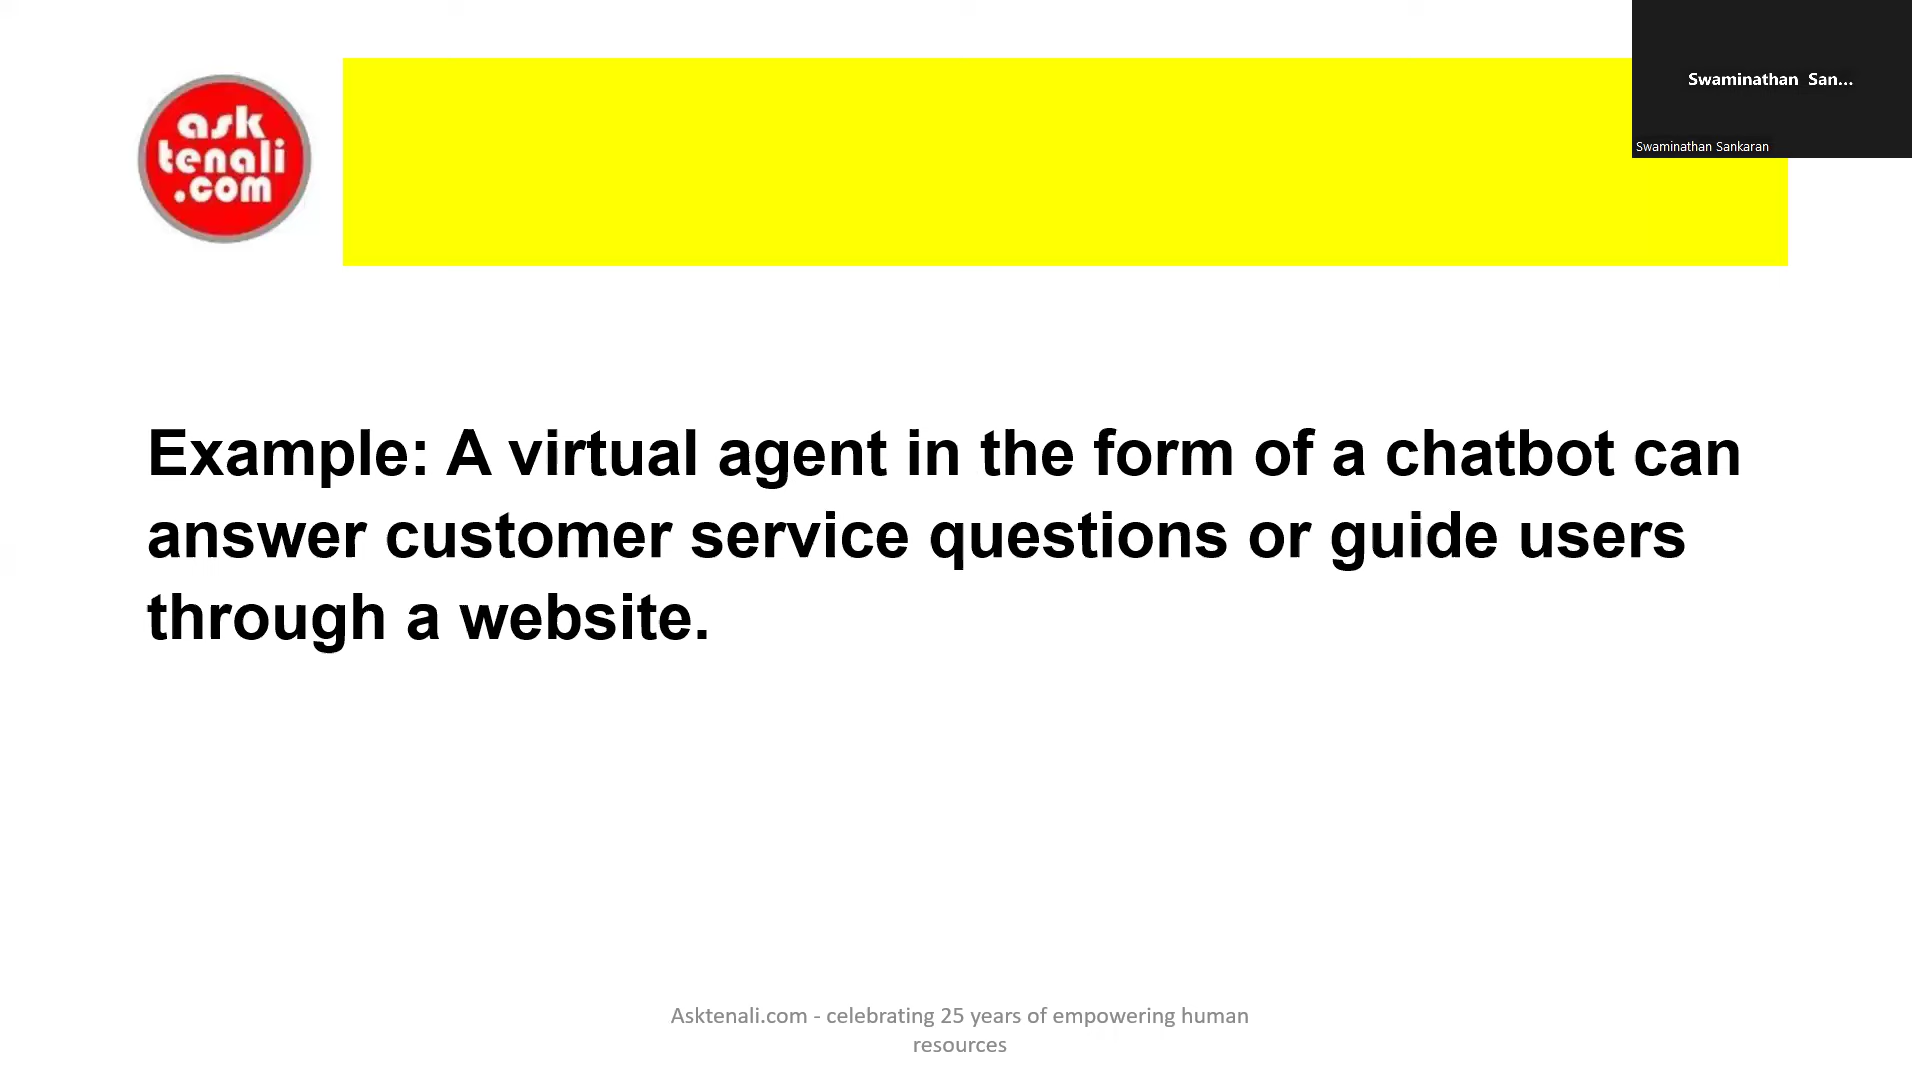 Swaminathan San...
Swaminathan Sankaran
ask
tenali
.com
Example: A virtual agent in the form of a chatbot can
answer customer service questions or guide users
through a website.
Asktenali.com - celebrating 25 years of empowering human
resources